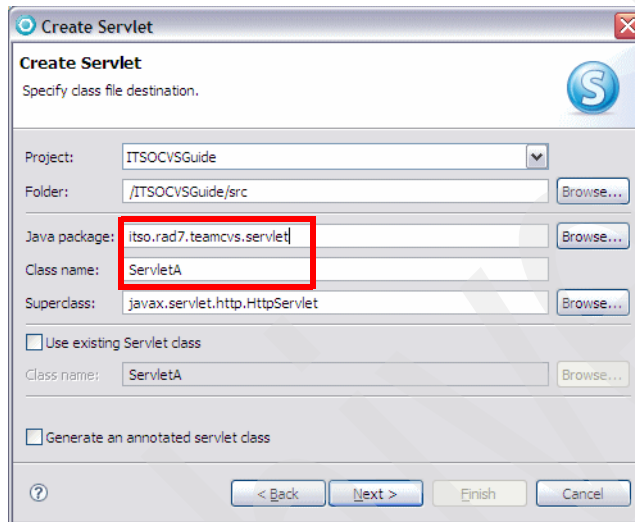 Create Servlet
Create Servlet
Specify class file destination.
S
Project: ITSOCVSGuide
Folder: /ITSOCVSGuide/src Browse...
Java package: itso.rad7.teamcvs.servlet Browse...
Class name: ServletA
Superclass: javax.servlet.http.HttpServlet Browse...
Use existing Servlet class
Class name: ServletA Browse...
Generate an annotated servlet class
? < Back Next > Finish Cancel